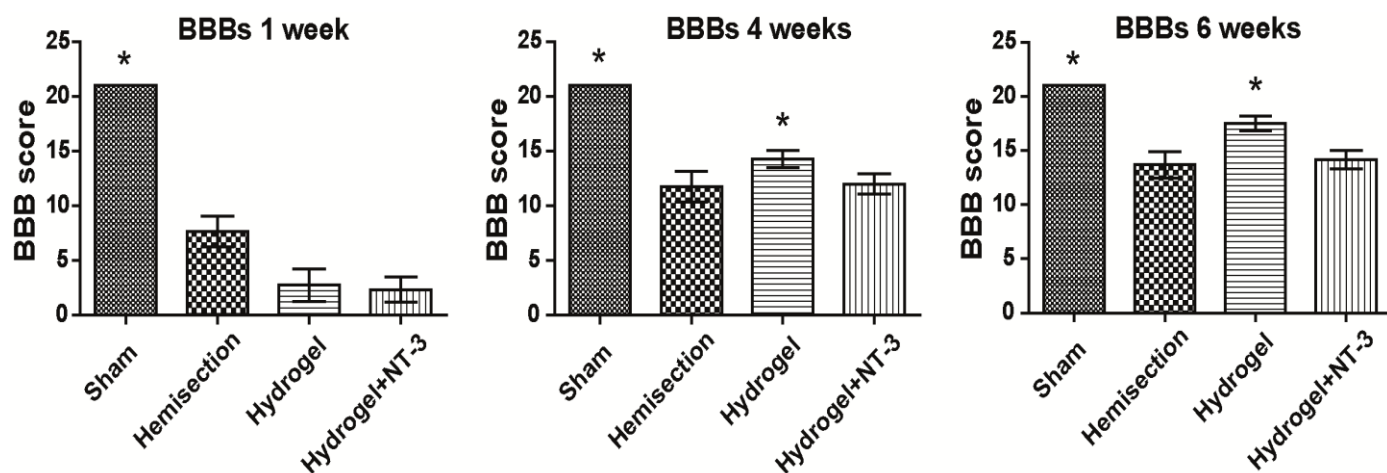 BBBs 1 week
BBB score
25
20
15
10
5
0
*
Sham
Hemisection
Hydrogel
Hydrogel+NT-3
BBBs 4 weeks
BBB score
25
20
15
10
5
0
*
*
Sham
Hemisection
Hydrogel
Hydrogel+NT-3
BBBs 6 weeks
BBB score
25
20
15
10
5
0
*
*
Sham
Hemisection
Hydrogel
Hydrogel+NT-3